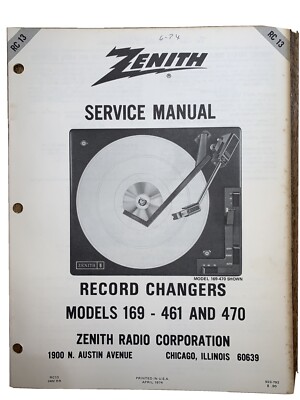 RC 13
6-74
RC 13
ZENITH
®
SERVICE MANUAL
ZENITH
MODEL 169-470 SHOWN
RECORD CHANGERS
MODELS 169 - 461 AND 470
ZENITH RADIO CORPORATION
1900 N. AUSTIN AVENUE CHICAGO, ILLINOIS 60639
PRINTED IN U.S.A.
APRIL 1974